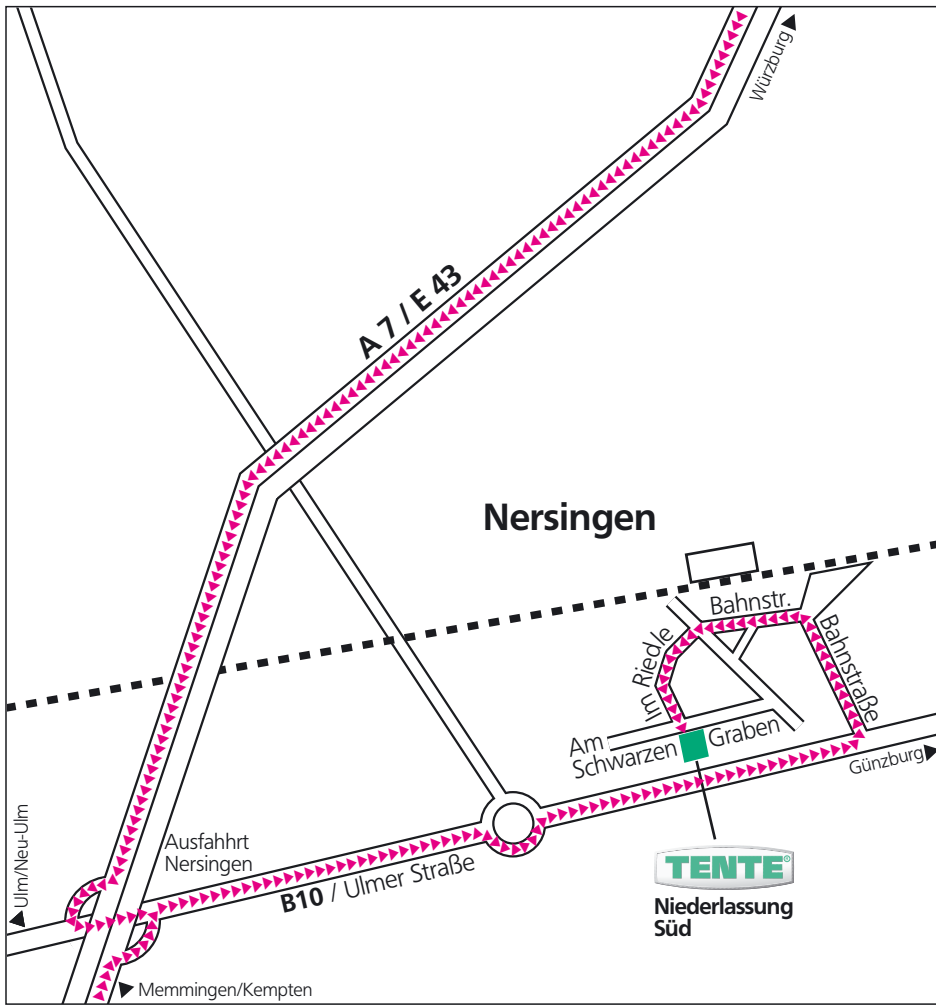 Würzburg
A 7 / E 43
Nersingen
Bahnstr.
Bahnstraße
Im Riedle
Am
Schwarzen Graben
Günzburg
Ulm/Neu-Ulm
Ausfahhrt
Nersingen
B10 / Ulmer Straße
TENTE®
Niederlassung
Süd
Memmingen/Kempten